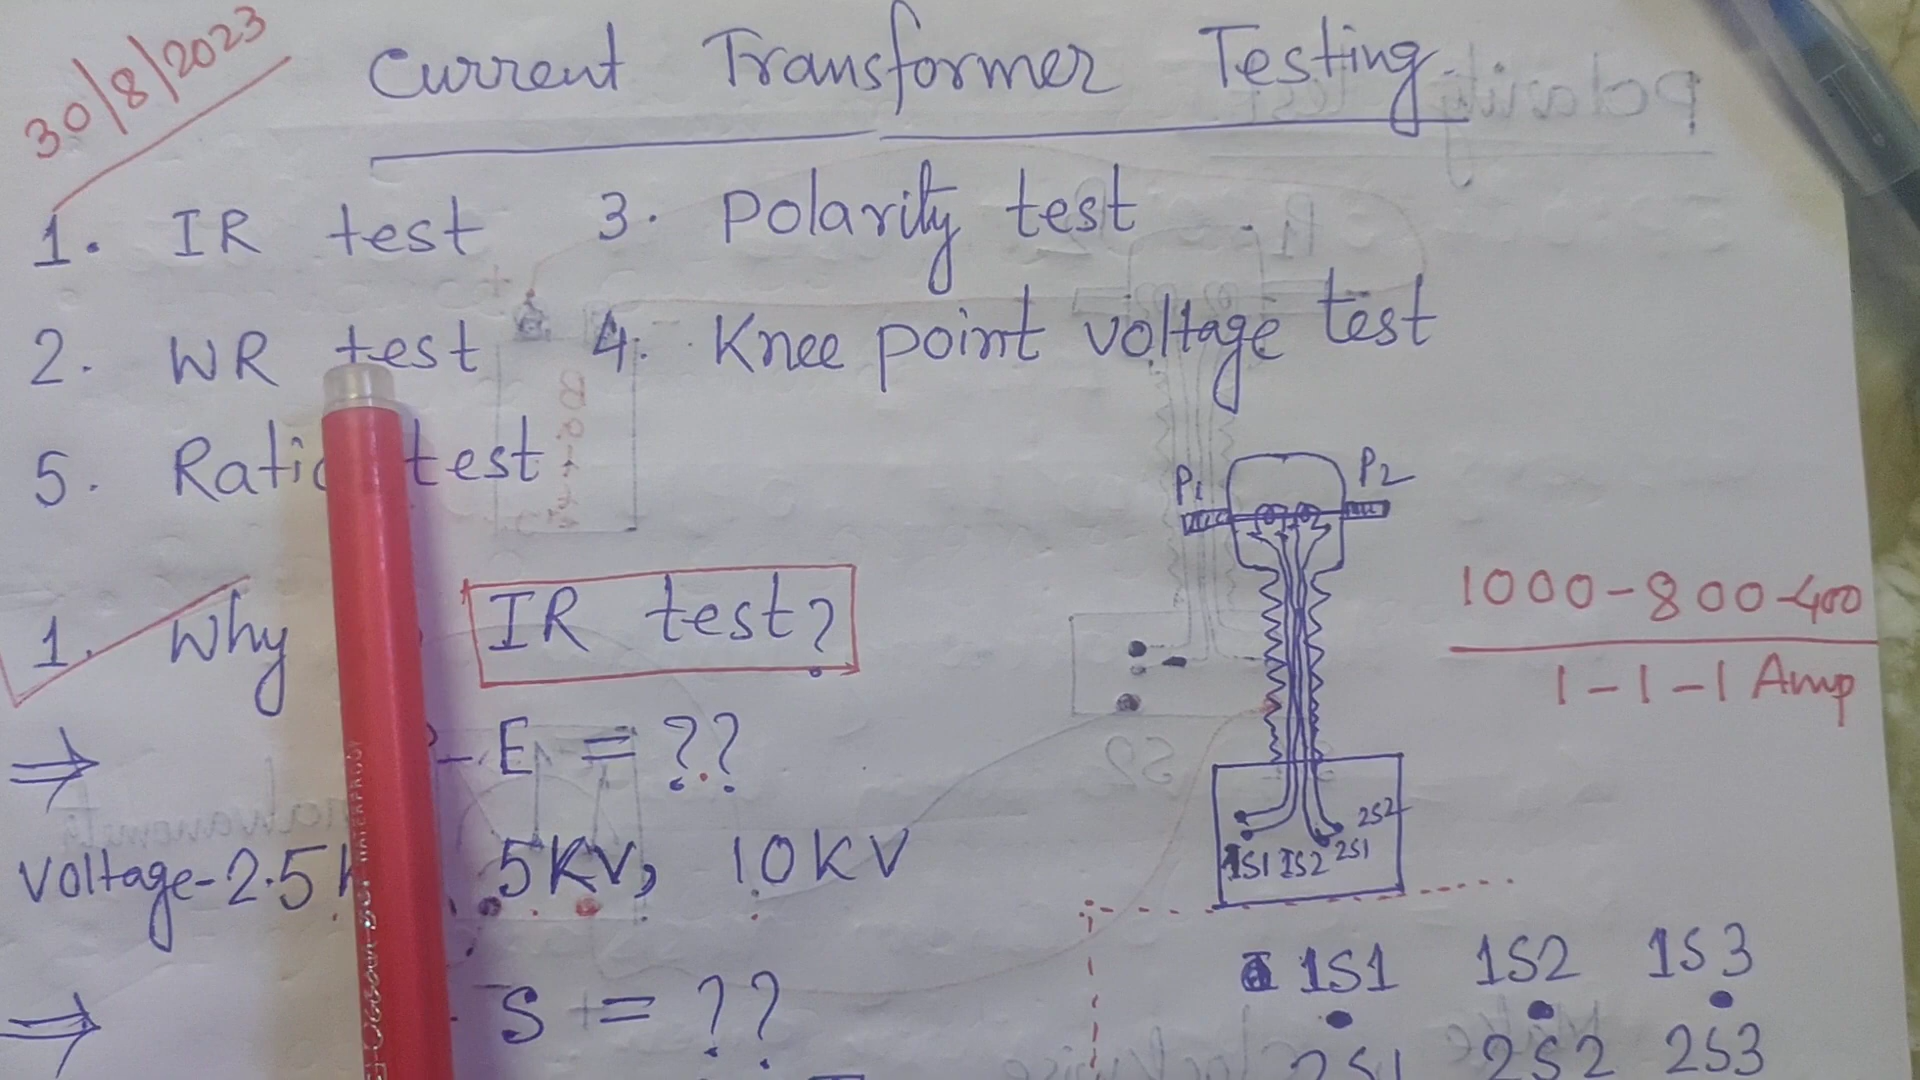 30/8/2023
Current Transformer Testing
1. IR test 3. Polarity test
2. WR test 4. Knee point voltage test
5. Ratio test
P1 P2
1. Why IR test?
1000-800-400
1-1-1 Amp
⇒ - E = ??
Voltage-2.5 5KV, 10KV
2S2
1S1 1S2 2S1
1S1 1S2 1S3
⇒ S = ??
2S1 2S2 2S3